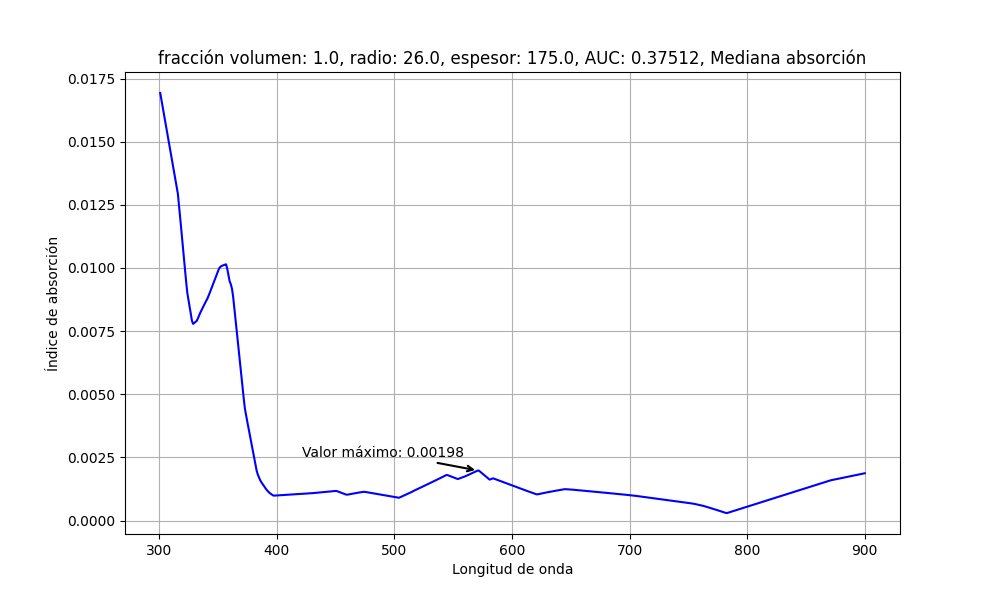 fracción volumen: 1.0, radio: 26.0, espesor: 175.0, AUC: 0.37512, Mediana absorción
0.0175
0.0150
0.0125
0.0100
0.0075
0.0050
0.0025
0.0000
Índice de absorción
Valor máximo: 0.00198
300 400 500 600 700 800 900
Longitud de onda